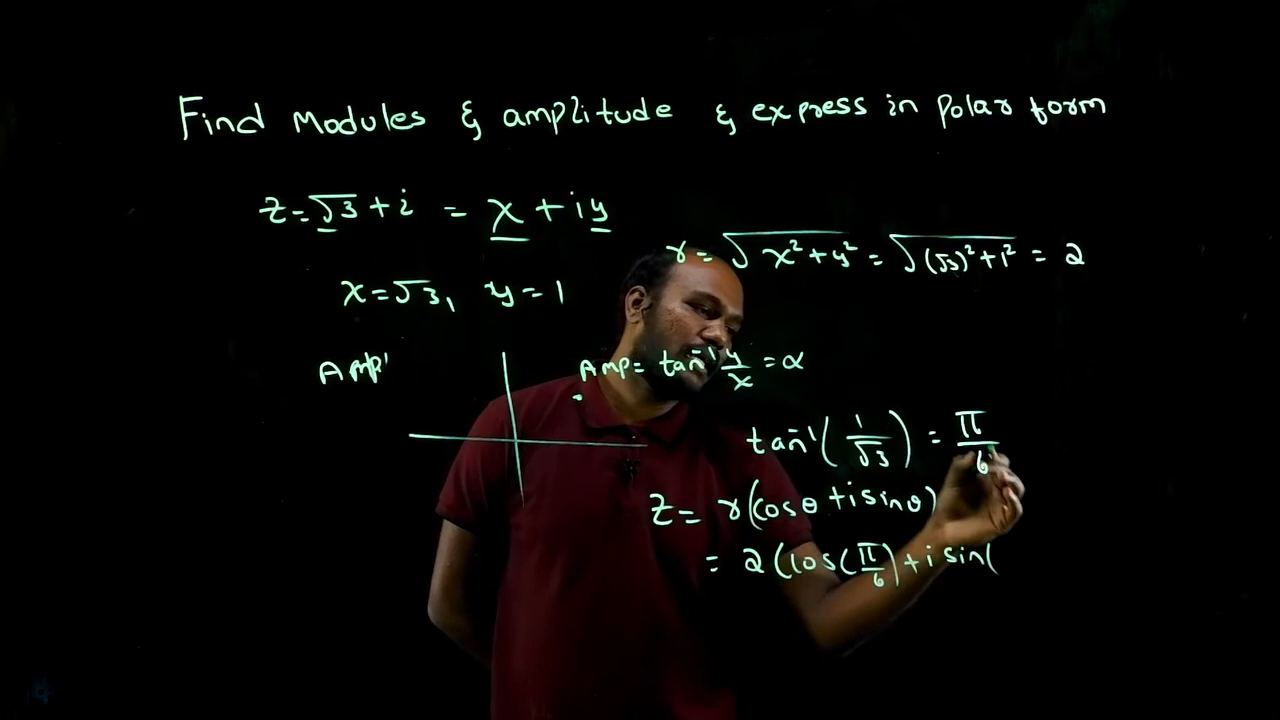 Find Modules & amplitude & express in Polar form
z = √3 + i = x + iy
r = √(x² + y²) = √((√3)² + 1²) = 2
x = √3, y = 1
AMP'
AMP = tan⁻¹ y/x = α
tan⁻¹(1/√3) = π/6
Z = r(cosθ + i sinθ)
= 2(cos(π/6) + i sin(